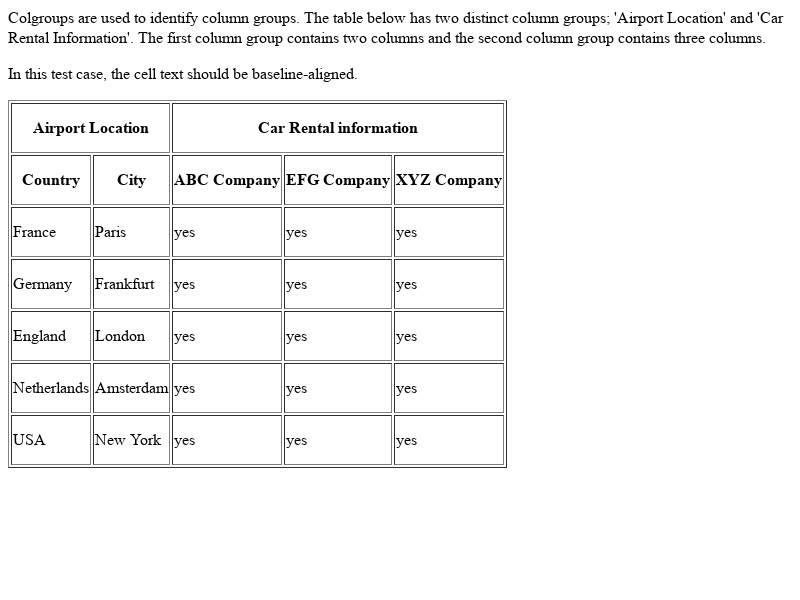 Colgroups are used to identify column groups. The table below has two distinct column groups; 'Airport Location' and 'Car
Rental Information'. The first column group contains two columns and the second column group contains three columns.
In this test case, the cell text should be baseline-aligned.
Airport Location Car Rental information
Country City ABC Company EFG Company XYZ Company
France Paris yes yes yes
Germany Frankfurt yes yes yes
England London yes yes yes
Netherlands Amsterdam yes yes yes
USA New York yes yes yes